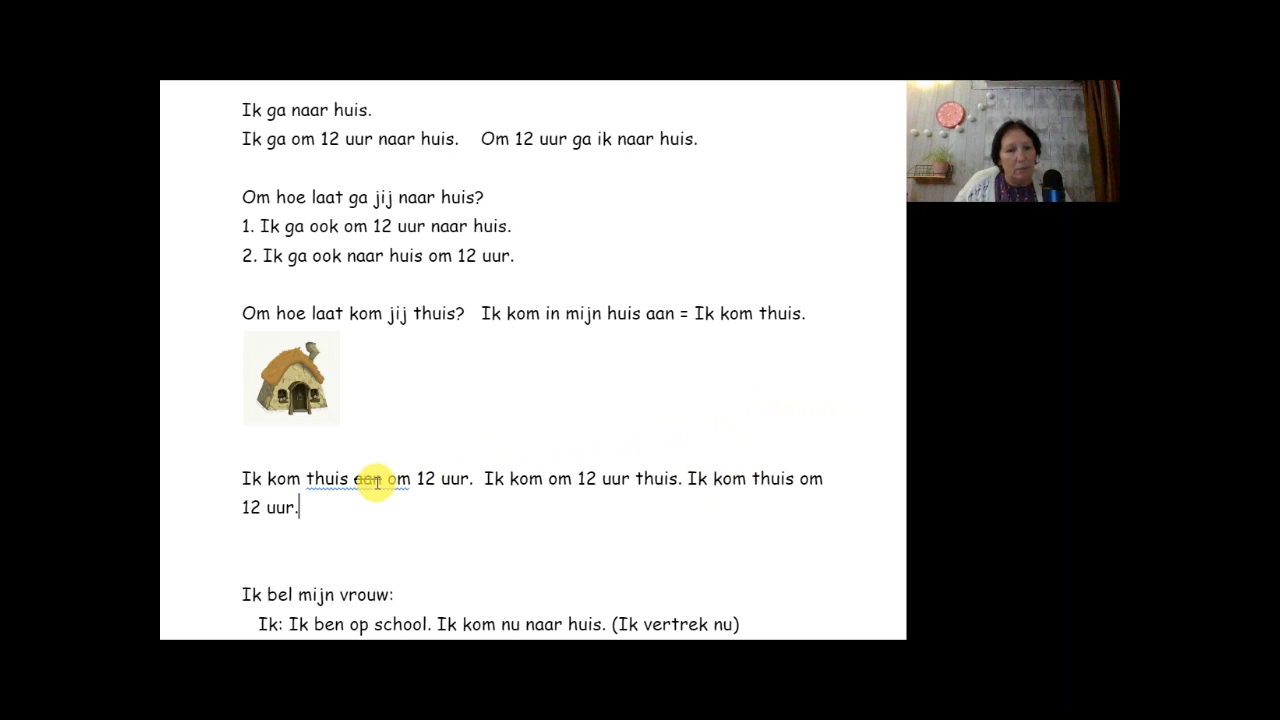 Ik ga naar huis.
Ik ga om 12 uur naar huis. Om 12 uur ga ik naar huis.
Om hoe laat ga jij naar huis?
1. Ik ga ook om 12 uur naar huis.
2. Ik ga ook naar huis om 12 uur.
Om hoe laat kom jij thuis? Ik kom in mijn huis aan = Ik kom thuis.
Ik kom thuis aan om 12 uur. Ik kom om 12 uur thuis. Ik kom thuis om
12 uur.
Ik bel mijn vrouw:
Ik: Ik ben op school. Ik kom nu naar huis. (Ik vertrek nu)